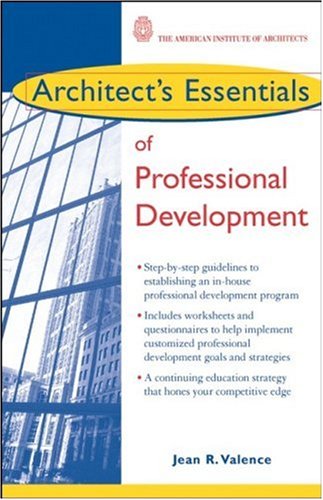 THE AMERICAN INSTITUTE OF ARCHITECTS
Architect's Essentials
of
Professional
Development
• Step-by-step guidelines to
establishing an in-house
professional development program
• Includes worksheets and
questionnaires to help implement
customized professional
development goals and strategies
• A continuing education strategy
that hones your competitive edge
Jean R. Valence